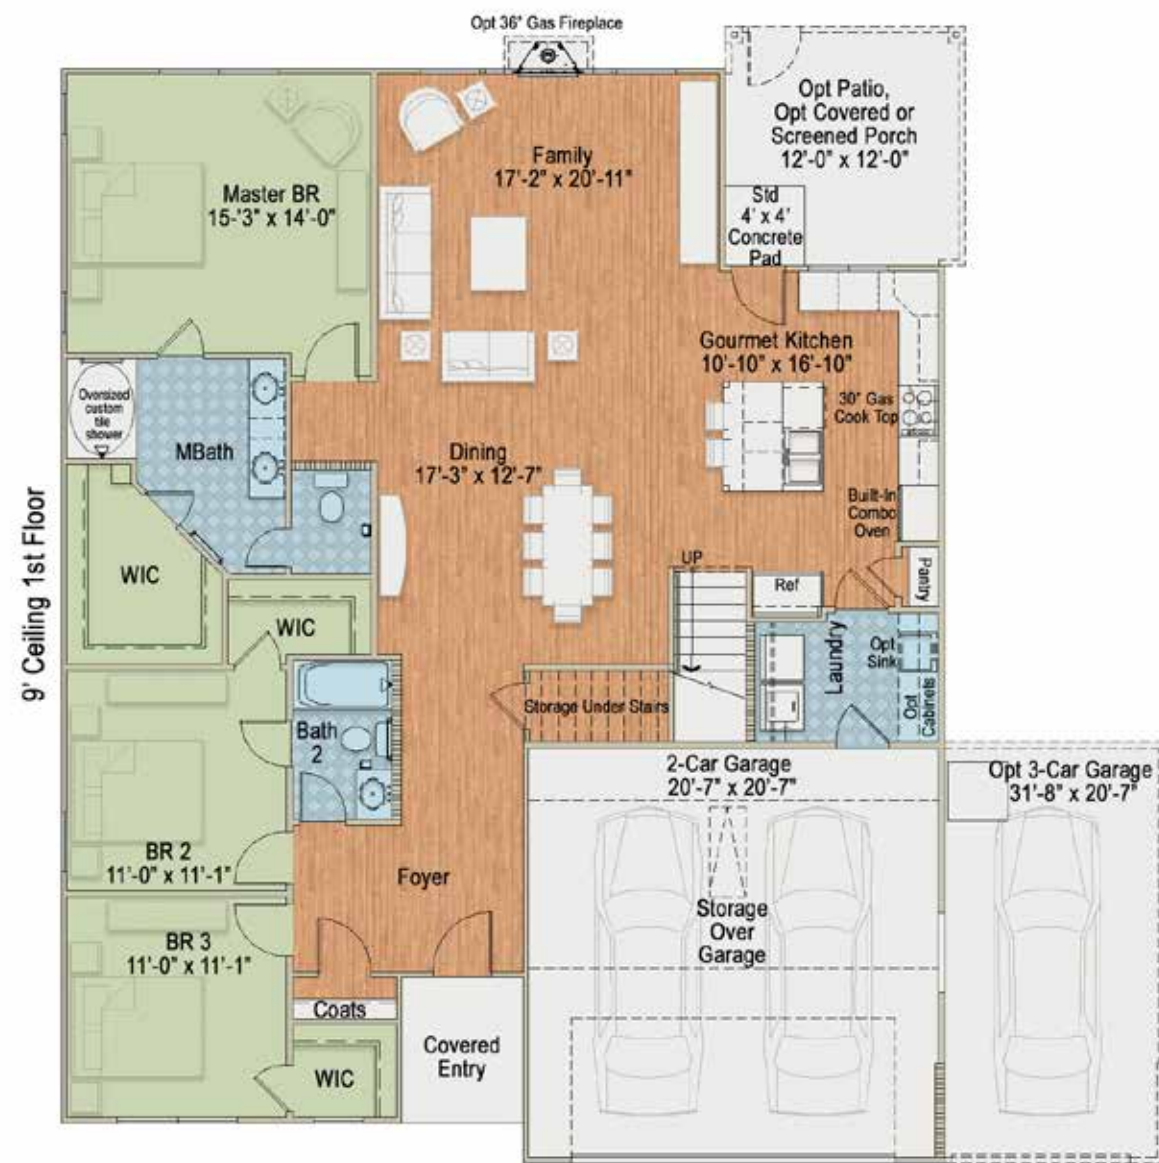 Opt 36" Gas Fireplace
Opt Patio,
Opt Covered or
Screened Porch
12'-0" x 12'-0"
Family
17'-2" x 20'-11"
Master BR
15-'3" x 14'-0"
Std
4' x 4'
Concrete
Pad
Gourmet Kitchen
10'-10" x 16'-10"
Oversized
custom
tile
shower
30" Gas
Cook Top
MBath
Dining
17'-3" x 12'-7"
Built-In
Combo
Oven
9' Ceiling 1st Floor
WIC
UP
Ref
Pantry
WIC
Laundry
Opt
Sink
Opt
Cabinets
Storage Under Stairs
Bath
2
2-Car Garage
20'-7" x 20'-7"
Opt 3-Car Garage
31'-8" x 20'-7"
BR 2
11'-0" x 11'-1"
Foyer
Storage
Over
Garage
BR 3
11'-0" x 11'-1"
Coats
Covered
Entry
WIC